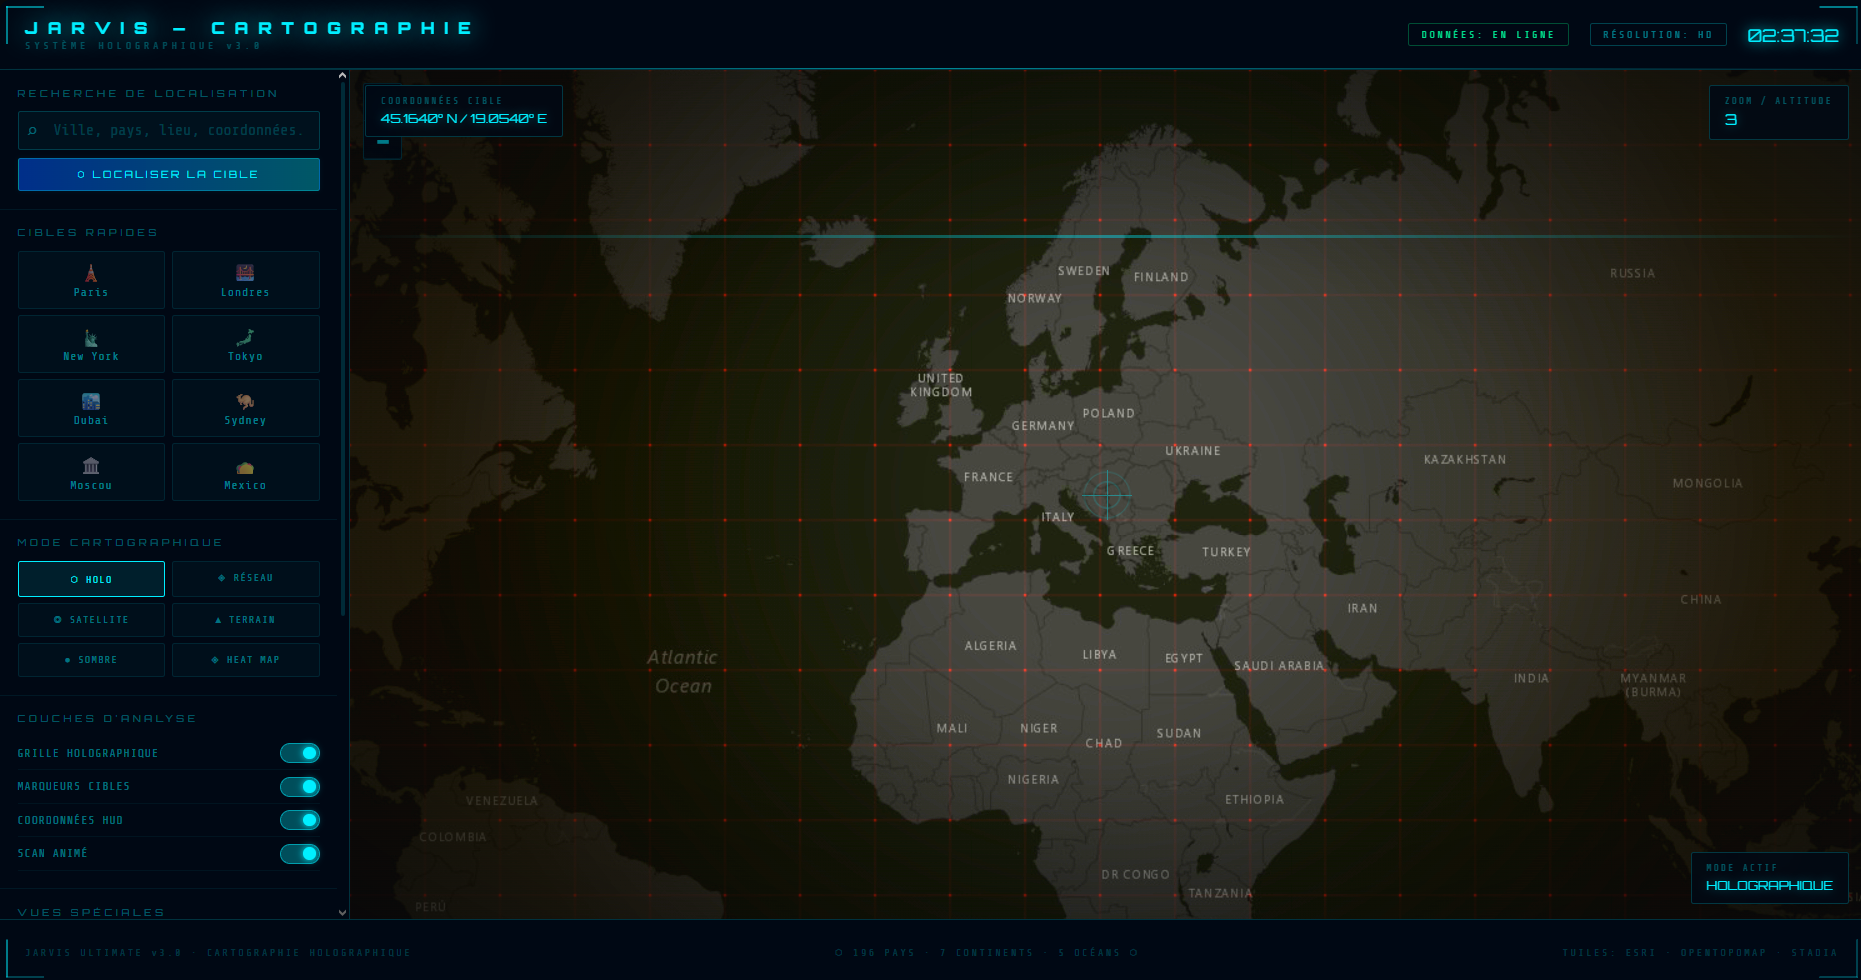 JARVIS — CARTOGRAPHIE
SYSTÈME HOLOGRAPHIQUE v3.8
DONNÉES: EN LIGNE
RÉSOLUTION: HD
02:37:32
RECHERCHE DE LOCALISATION
Ville, pays, lieu, coordonnées.
LOCALISER LA CIBLE
CIBLES RAPIDES
Paris
Londres
New York
Tokyo
Dubai
Sydney
Moscou
Mexico
MODE CARTOGRAPHIQUE
HOLO
RÉSEAU
SATELLITE
TERRAIN
SOMBRE
HEAT MAP
COUCHES D'ANALYSE
GRILLE HOLOGRAPHIQUE
MARQUEURS CIBLES
COORDONNÉES HUD
SCAN ANIMÉ
VUES SPÉCIALES
COORDONNÉES CIBLE
45.1640° N / 19.0540° E
ZOOM / ALTITUDE
3
SWEDEN
FINLAND
RUSSIA
NORWAY
UNITED
KINGDOM
POLAND
GERMANY
UKRAINE
KAZAKHSTAN
FRANCE
MONGOLIA
ITALY
GREECE
TURKEY
CHINA
IRAN
ALGERIA
LIBYA
EGYPT
SAUDI ARABIA
Atlantic
Ocean
INDIA
MYANMAR
(BURMA)
MALI
NIGER
SUDAN
CHAD
NIGERIA
VENEZUELA
ETHIOPIA
COLOMBIA
DR CONGO
TANZANIA
PERÚ
MODE ACTIF
HOLOGRAPHIQUE
JARVIS ULTIMATE v3.8 · CARTOGRAPHIE HOLOGRAPHIQUE
196 PAYS · 7 CONTINENTS · 5 OCÉANS
TUILES: ESRI · OPENTOPOMAP · STADIA